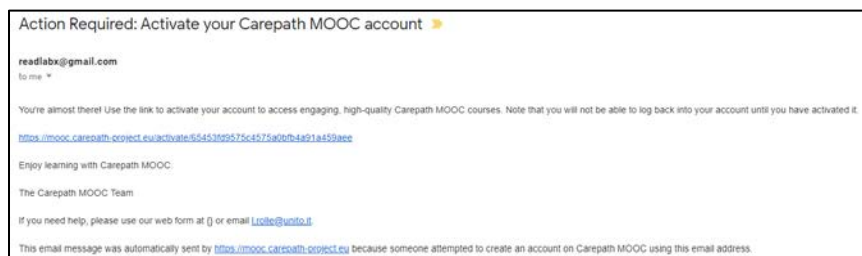 Action Required: Activate your Carepath MOOC account
readlabx@gmail.com
to me
You're almost there! Use the link to activate your account to access engaging, high-quality Carepath MOOC courses. Note that you will not be able to log back into your account until you have activated it.
https://mooc.carepath-project.eu/activate/65453fd9575c4575a0bfb4a91a459aee
Enjoy learning with Carepath MOOC.
The Carepath MOOC Team
If you need help, please use our web form at {} or email l.rolle@unito.it.
This email message was automatically sent by https://mooc.carepath-project.eu because someone attempted to create an account on Carepath MOOC using this email address.